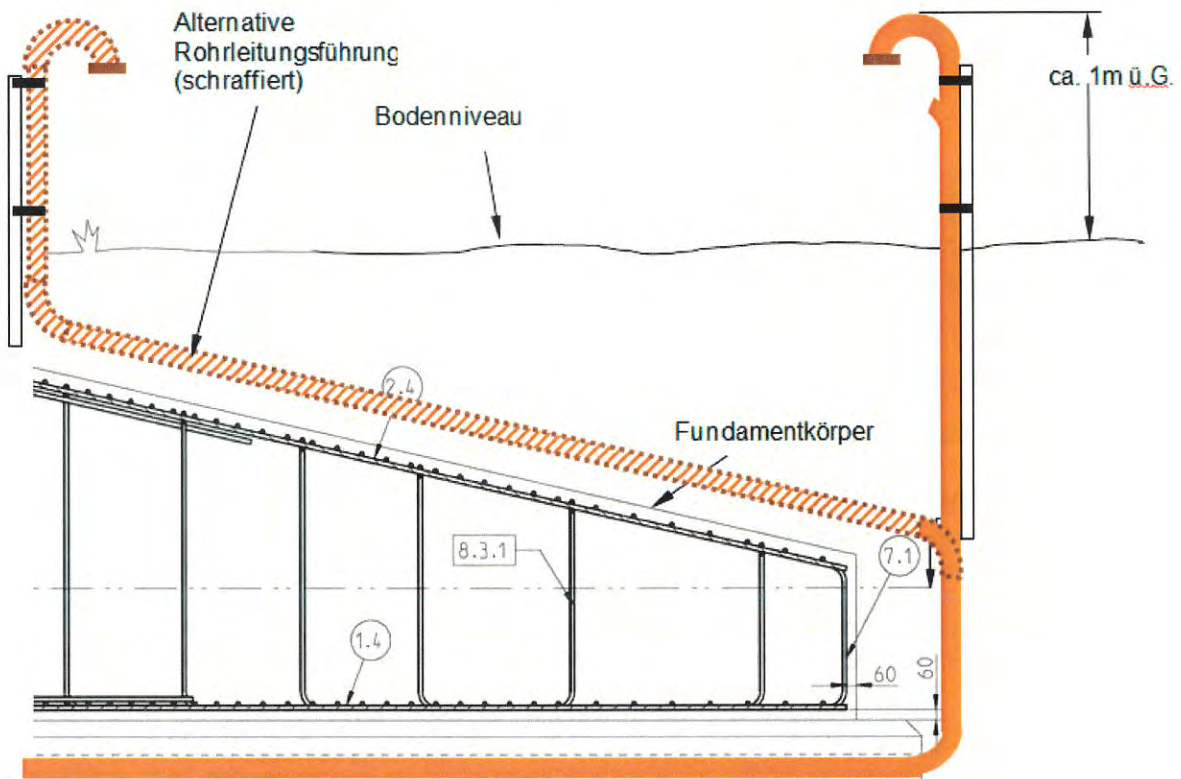 Alternative
Rohrleitungsführung
(schraffiert)
ca. 1m ü.G.
Bodenniveau
2.4
Fundamentkörper
8.3.1
7.1
1.4
60
60